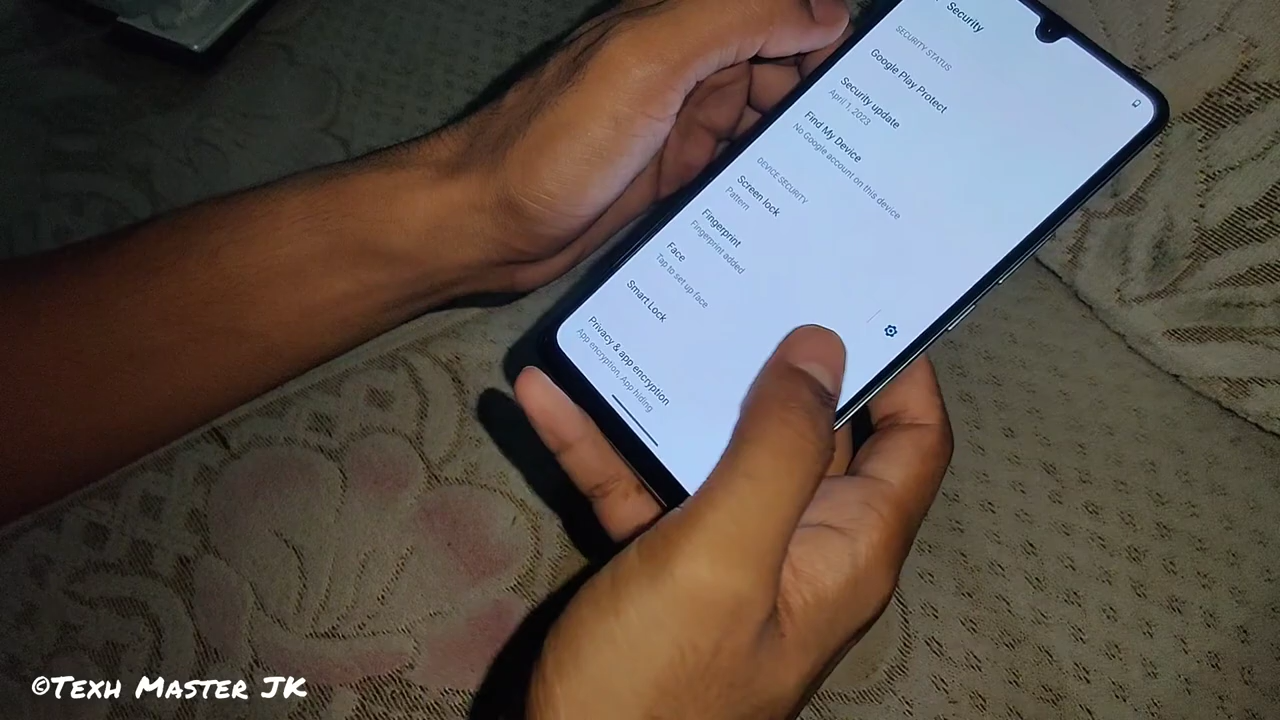 Security
SECURITY STATUS
Google Play Protect
Security update
April 1, 2023
Find My Device
No Google account on this device
DEVICE SECURITY
Screen lock
Pattern
Fingerprint
Fingerprint added
Face
Tap to set up face
Smart Lock
Privacy & app encryption
App encryption, App hiding
©Texh Master JK